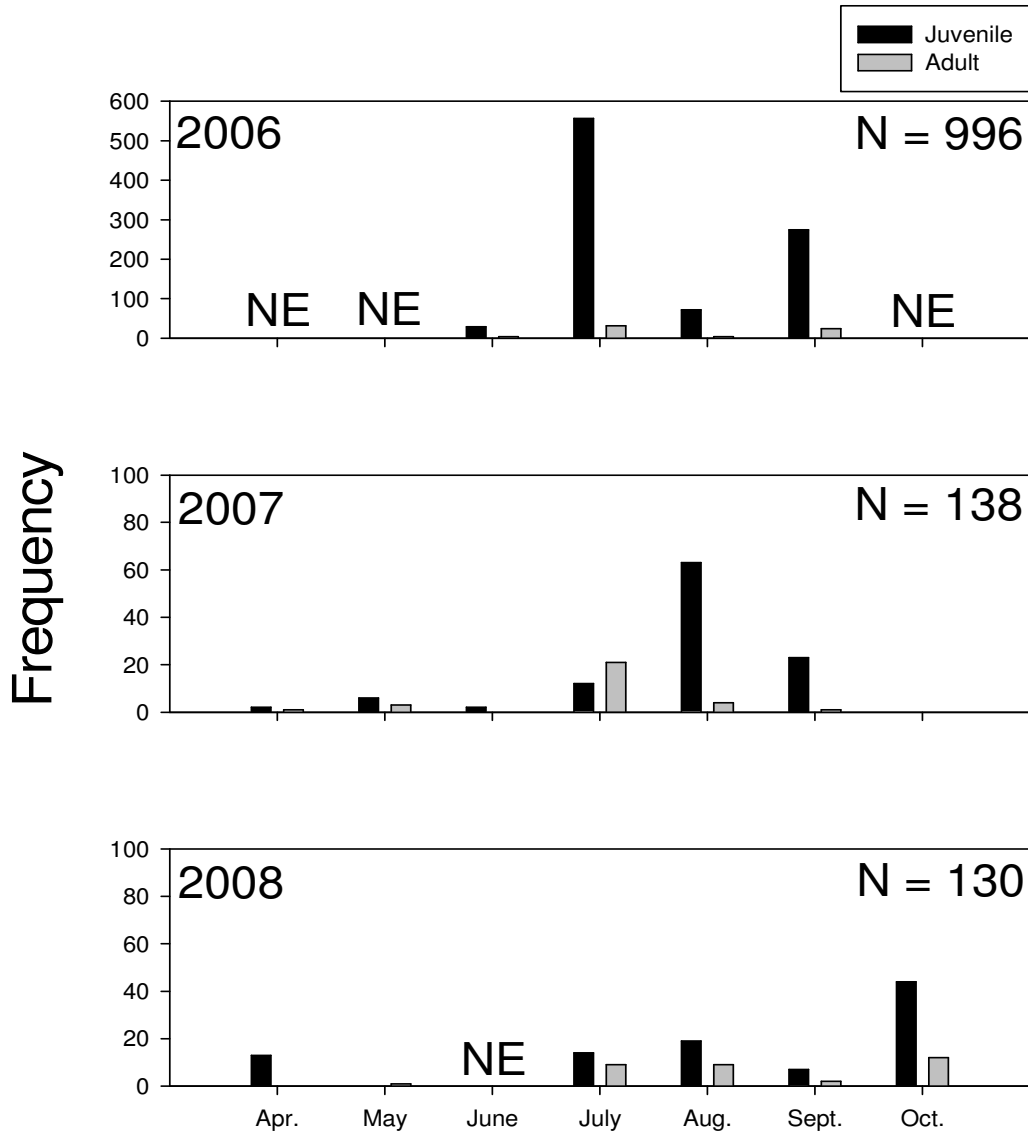 Juvenile
Adult
600
2006
N = 996
500
400
300
200
100
NE
NE
NE
0
Frequency
100
2007
N = 138
80
60
40
20
0
100
2008
N = 130
80
60
40
20
NE
0
Apr.
May
June
July
Aug.
Sept.
Oct.